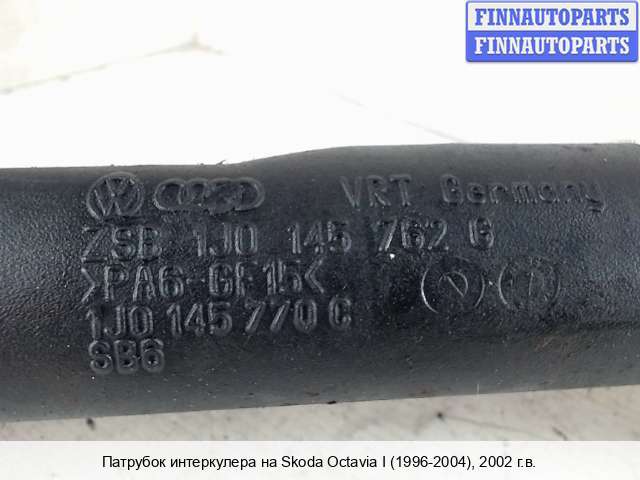 FINNAUTOPARTS
FINNAUTOPARTS
VRT Germany
ZSB 1J0 145 762 G
>PA6 GF15<
1J0 145 770 C
SB6
Патрубок интеркулера на Skoda Octavia I (1996-2004), 2002 г.в.